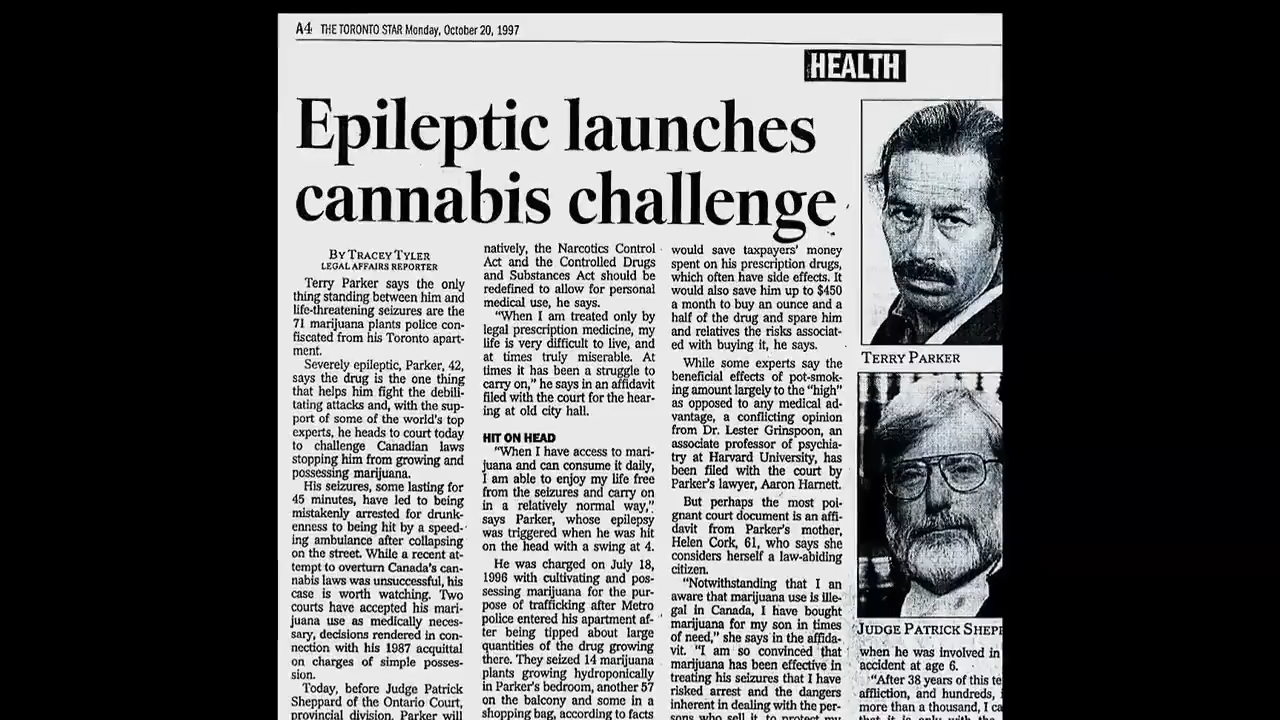 A4 THE TORONTO STAR Monday, October 20, 1997
HEALTH
Epileptic launches
cannabis challenge
BY TRACEY TYLER
LEGAL AFFAIRS REPORTER
Terry Parker says the only
thing standing between him and
life-threatening seizures are the
71 marijuana plants police con-
fiscated from his Toronto apart-
ment.
Severely epileptic, Parker, 42,
says the drug is the one thing
that helps him fight the debili-
tating attacks and, with the sup-
port of some of the world's top
experts, he heads to court today
to challenge Canadian laws
stopping him from growing and
possessing marijuana.
His seizures, some lasting for
45 minutes, have led to being
mistakenly arrested for drunk-
enness to being hit by a speed-
ing ambulance after collapsing
on the street. While a recent at-
tempt to overturn Canada's can-
nabis laws was unsuccessful, his
case is worth watching. Two
courts have accepted his mari-
juana use as medically neces-
sary, decisions rendered in con-
nection with his 1987 acquittal
on charges of simple posses-
sion.
Today, before Judge Patrick
Sheppard of the Ontario Court,
provincial division, Parker will
natively, the Narcotics Control
Act and the Controlled Drugs
and Substances Act should be
redefined to allow for personal
medical use, he says.
"When I am treated only by
legal prescription medicine, my
life is very difficult to live, and
at times truly miserable. At
times it has been a struggle to
carry on," he says in an affidavit
filed with the court for the hear-
ing at old city hall.
HIT ON HEAD
"When I have access to mari-
juana and can consume it daily,
I am able to enjoy my life free
from the seizures and carry on
in a relatively normal way,"
says Parker, whose epilepsy
was triggered when he was hit
on the head with a swing at 4.
He was charged on July 18,
1996 with cultivating and pos-
sessing marijuana for the pur-
pose of trafficking after Metro
police entered his apartment af-
ter being tipped about large
quantities of the drug growing
there. They seized 14 marijuana
plants growing hydroponically
in Parker's bedroom, another 57
on the balcony and some in a
shopping bag, according to facts
would save taxpayers' money
spent on his prescription drugs,
which often have side effects. It
would also save him up to $450
a month to buy an ounce and a
half of the drug and spare him
and relatives the risks associat-
ed with buying it, he says.
While some experts say the
beneficial effects of pot-smok-
ing amount largely to the "high"
as opposed to any medical ad-
vantage, a conflicting opinion
from Dr. Lester Grinspoon, an
associate professor of psychia-
try at Harvard University, has
been filed with the court by
Parker's lawyer, Aaron Harnett.
But perhaps the most poi-
gnant court document is an affi-
davit from Parker's mother,
Helen Cork, 61, who says she
considers herself a law-abiding
citizen.
"Notwithstanding that I an
aware that marijuana use is ille-
gal in Canada, I have bought
marijuana for my son in times
of need," she says in the affida-
vit. "I am so convinced that
marijuana has been effective in
treating his seizures that I have
risked arrest and the dangers
inherent in dealing with the per-
sons who sell it, to protect my
TERRY PARKER
JUDGE PATRICK SHEPP
when he was involved in
accident at age 6.
"After 38 years of this te
affliction, and hundreds, i
more than a thousand, I ca
that it is only with the